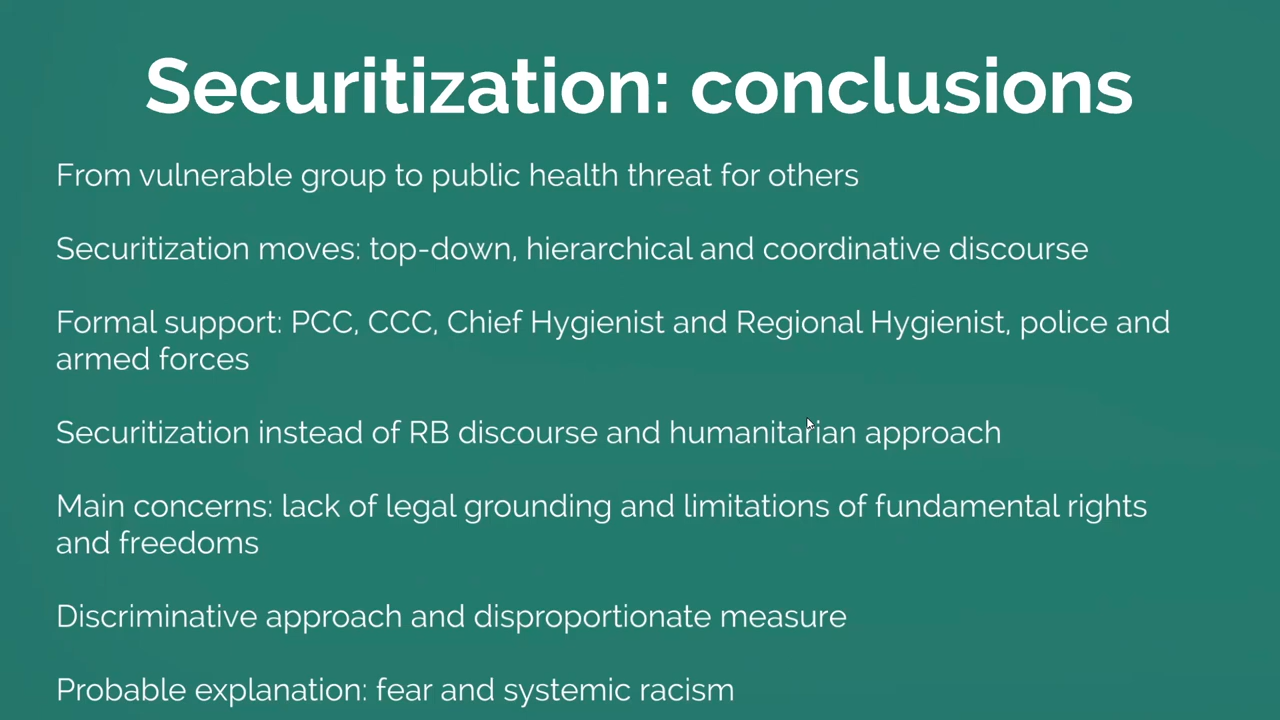 Securitization: conclusions
From vulnerable group to public health threat for others
Securitization moves: top-down, hierarchical and coordinative discourse
Formal support: PCC, CCC, Chief Hygienist and Regional Hygienist, police and
armed forces
Securitization instead of RB discourse and humanitarian approach
Main concerns: lack of legal grounding and limitations of fundamental rights
and freedoms
Discriminative approach and disproportionate measure
Probable explanation: fear and systemic racism